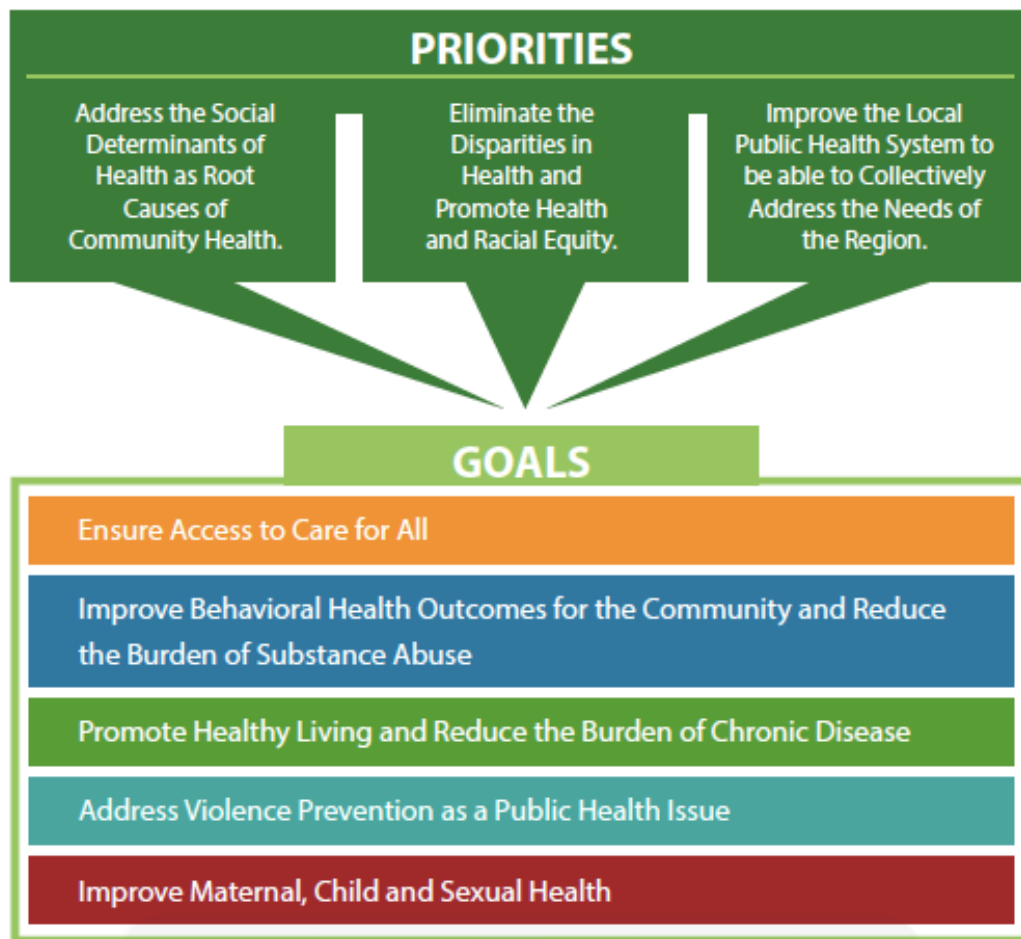 PRIORITIES
Address the Social
Determinants of
Health as Root
Causes of
Community Health.
Eliminate the
Disparities in
Health and
Promote Health
and Racial Equity.
Improve the Local
Public Health System to
be able to Collectively
Address the Needs of
the Region.
GOALS
Ensure Access to Care for All
Improve Behavioral Health Outcomes for the Community and Reduce
the Burden of Substance Abuse
Promote Healthy Living and Reduce the Burden of Chronic Disease
Address Violence Prevention as a Public Health Issue
Improve Maternal, Child and Sexual Health